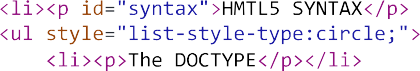 <li><p id="syntax">HMTL5 SYNTAX</p>
<ul style="list-style-type:circle;">
<li><p>The DOCTYPE</p></li>